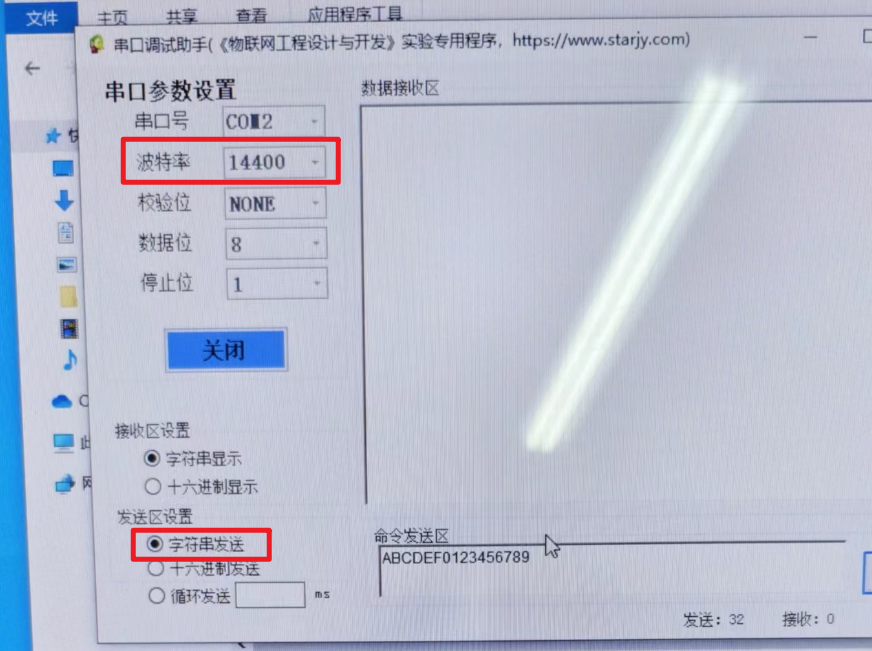 文件 主页 共享 查看 应用程序工具
串口调试助手(《物联网工程设计与开发》实验专用程序，https://www.starjy.com)
串口参数设置
数据接收区
串口号 COM2
波特率 14400
校验位 NONE
数据位 8
停止位 1
关闭
接收区设置
字符串显示
十六进制显示
发送区设置
字符串发送
十六进制发送
循环发送 ms
命令发送区
ABCDEF0123456789
发送：32 接收：0